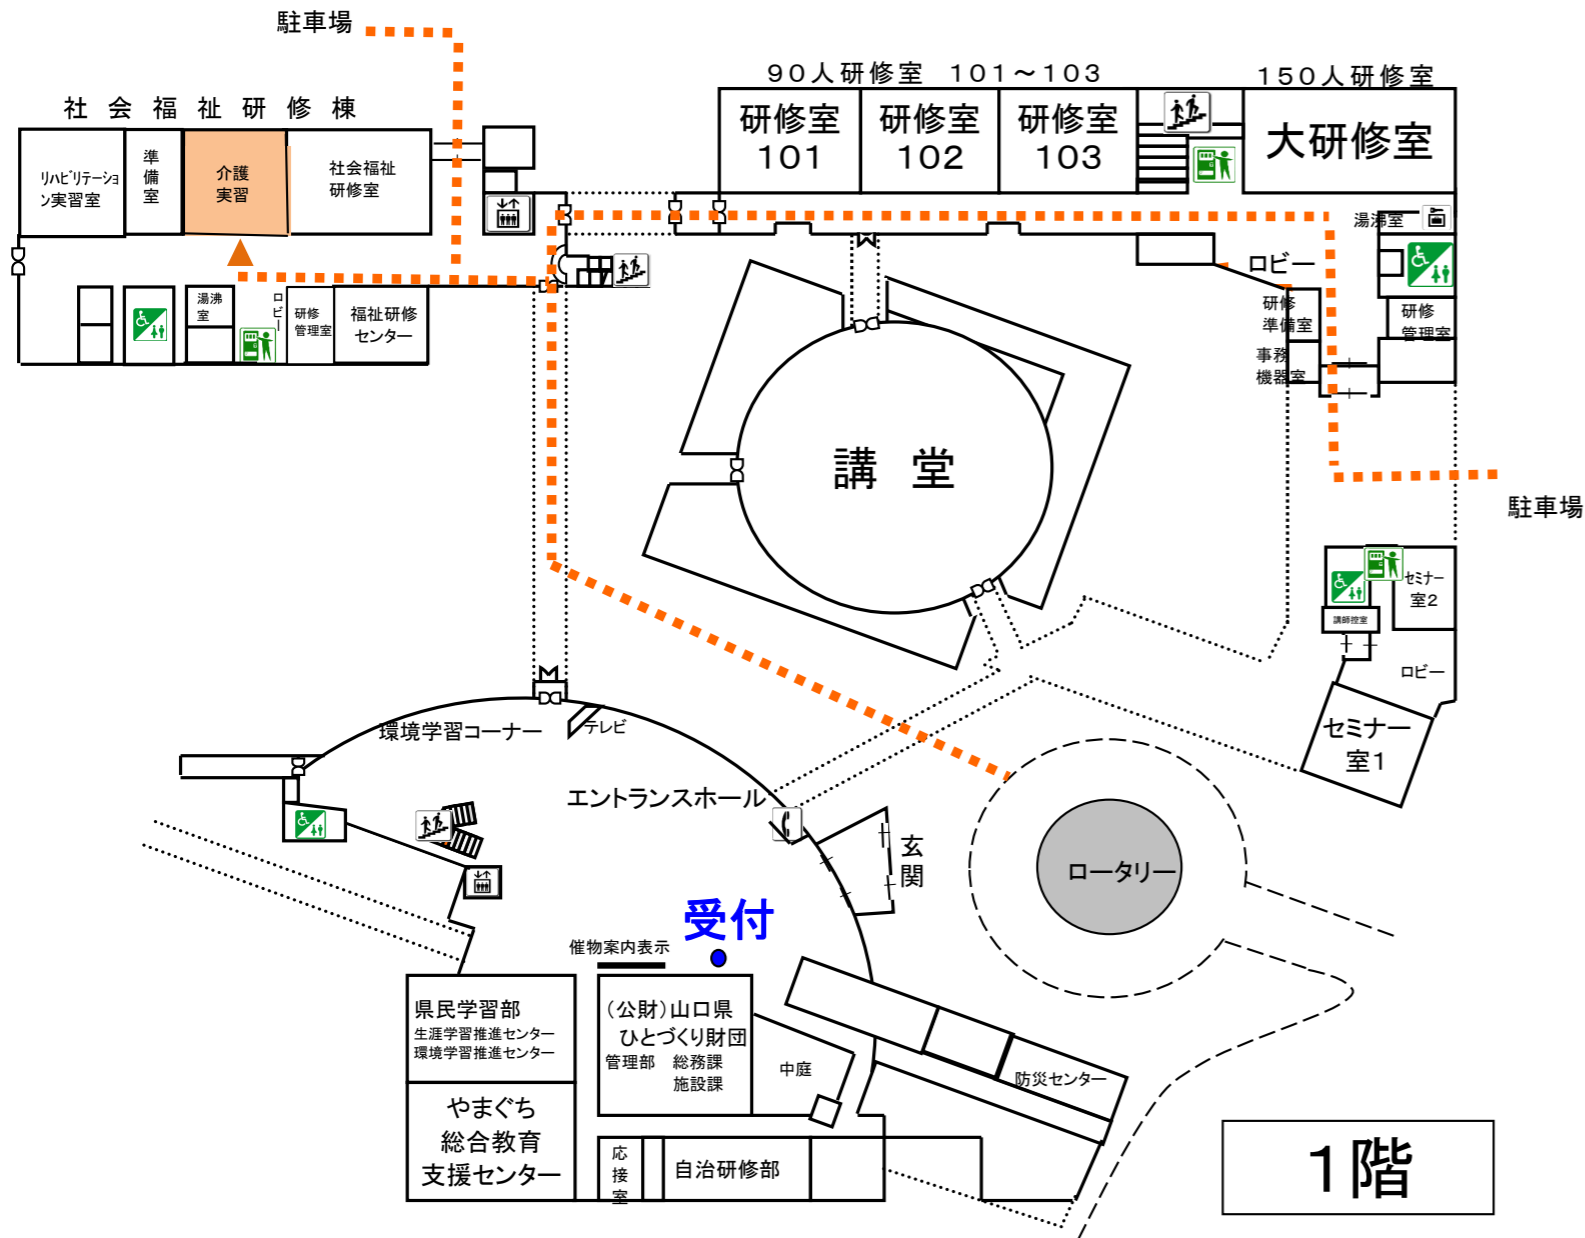 駐車場
90人研修室 101～103
150人研修室
社会福祉研修棟
研修室
101
研修室
102
研修室
103
大研修室
リハビリテーショ
ン実習室
準
備
室
介護
実習
社会福祉
研修室
湯沸室
ロビー
湯沸
室
ロ
ビ
ー
研修
管理室
福祉研修
センター
研修
準備室
研修
管理室
事務
機器室
講堂
駐車場
セミナー
室2
講師控室
ロビー
セミナー
室1
環境学習コーナー
テレビ
エントランスホール
玄
関
ロータリー
受付
催物案内表示
県民学習部
生涯学習推進センター
環境学習推進センター
(公財)山口県
ひとづくり財団
管理部 総務課
施設課
中庭
防災センター
やまぐち
総合教育
支援センター
応
接
室
自治研修部
1階